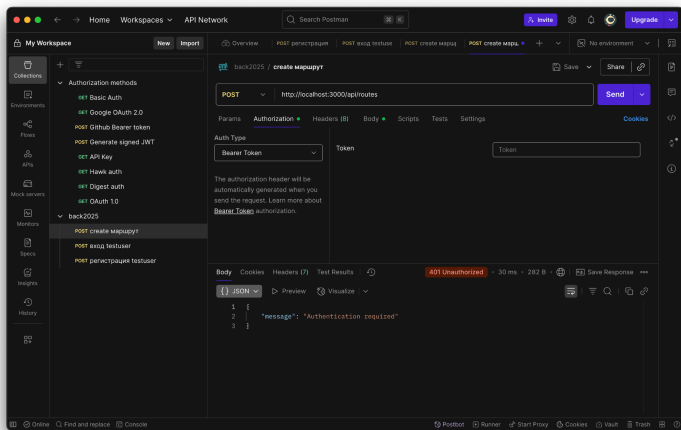 Home Workspaces API Network Search Postman ⌘ K Invite Upgrade
My Workspace New Import
Overview POST регистрация POST вход testuse POST create марш POST create марш No environment
Collections
Environments
Flows
APIs
Mock servers
Monitors
Specs
Insights
History
Authorization methods
GET Basic Auth
GET Google OAuth 2.0
POST Github Bearer token
POST Generate signed JWT
GET API Key
GET Hawk auth
GET Digest auth
GET OAuth 1.0
back2025
POST create маршрут
POST вход testuser
POST регистрация testuser
back2025 / create маршрут Save Share
POST http://localhost:3000/api/routes Send
Params Authorization Headers (8) Body Scripts Tests Settings Cookies
Auth Type
Bearer Token
Token Token
The authorization header will be
automatically generated when you
send the request. Learn more about
Bearer Token authorization.
Body Cookies Headers (7) Test Results 401 Unauthorized • 30 ms • 282 B • Save Response
{ } JSON Preview Visualize
1 {
2 "message": "Authentication required"
3 }
Online Find and replace Console Postbot Runner Start Proxy Cookies Vault Trash